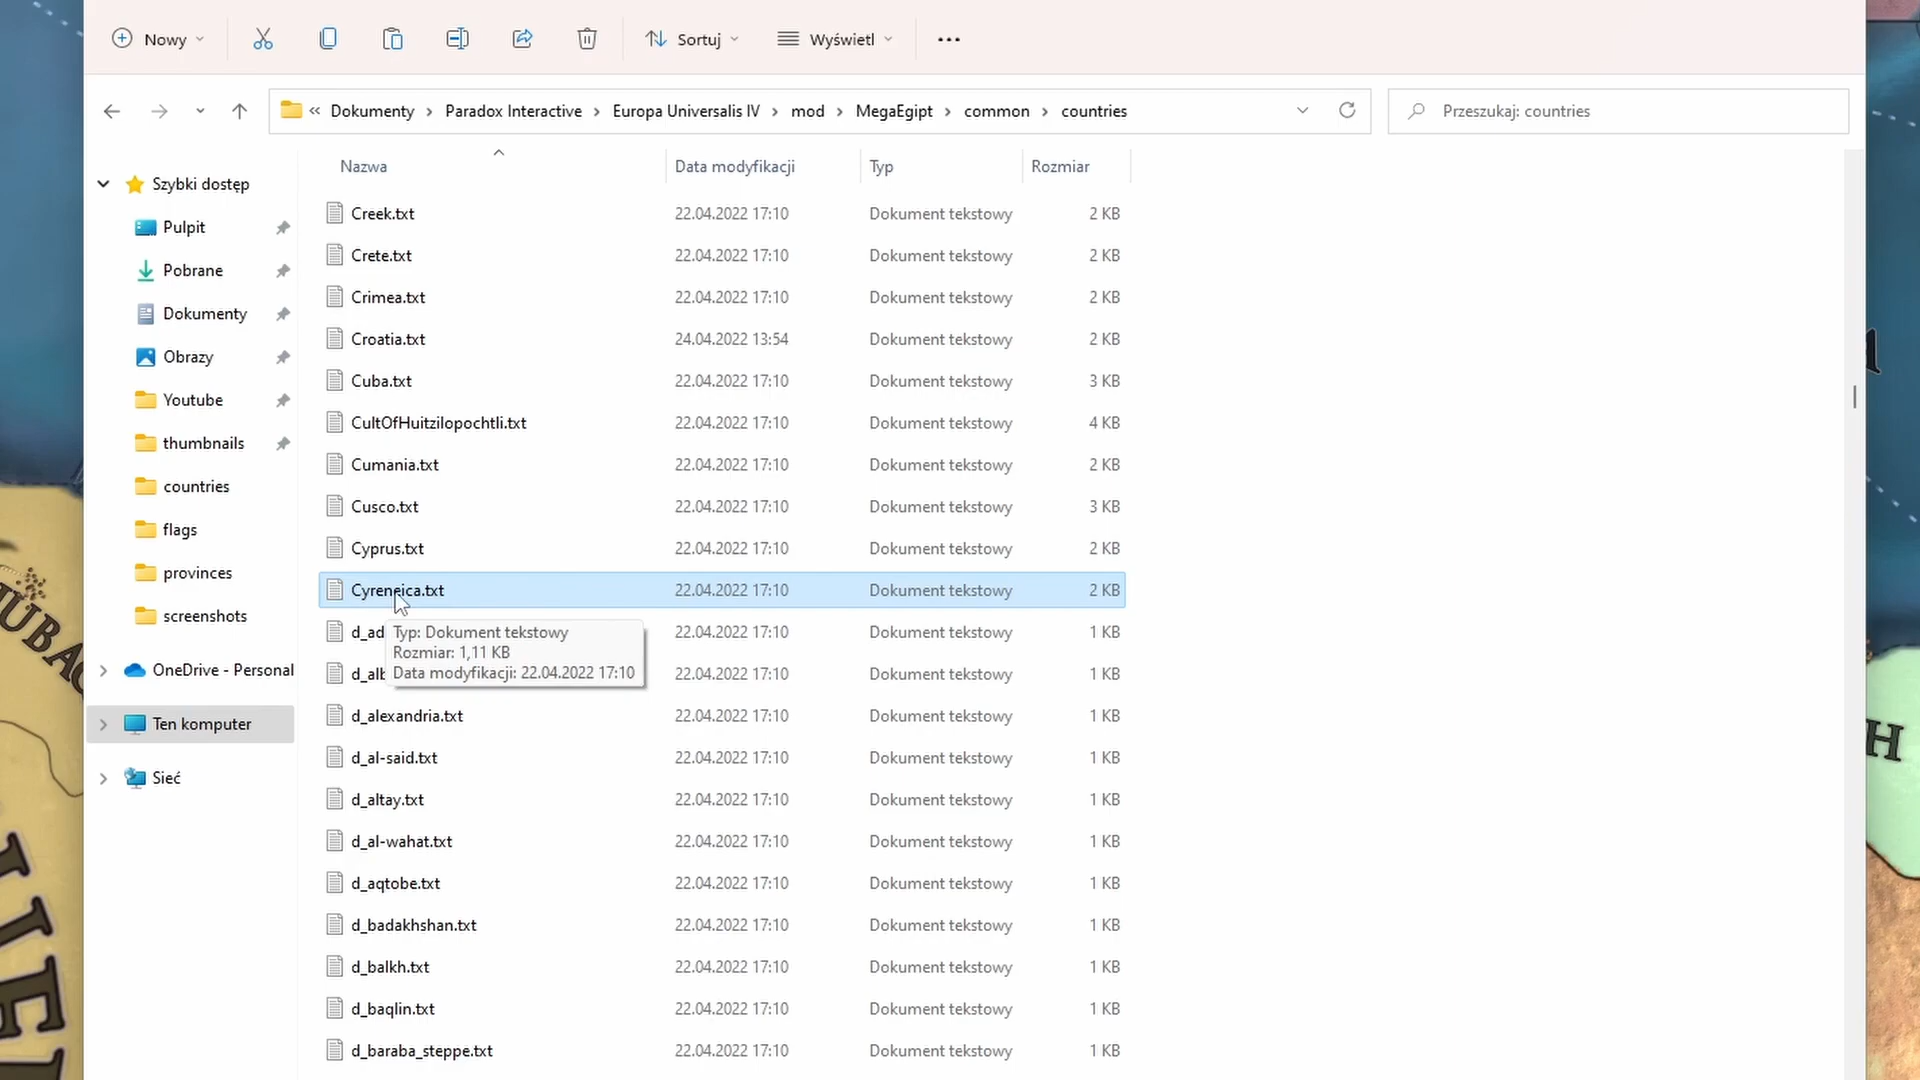 Nowy
Sortuj
Wyświetl
« Dokumenty > Paradox Interactive > Europa Universalis IV > mod > MegaEgipt > common > countries
Przeszukaj: countries
Nazwa Data modyfikacji Typ Rozmiar
Szybki dostęp
Pulpit
Pobrane
Dokumenty
Obrazy
Youtube
thumbnails
countries
flags
provinces
screenshots
OneDrive - Personal
Ten komputer
Sieć
Creek.txt 22.04.2022 17:10 Dokument tekstowy 2 KB
Crete.txt 22.04.2022 17:10 Dokument tekstowy 2 KB
Crimea.txt 22.04.2022 17:10 Dokument tekstowy 2 KB
Croatia.txt 24.04.2022 13:54 Dokument tekstowy 2 KB
Cuba.txt 22.04.2022 17:10 Dokument tekstowy 3 KB
CultOfHuitzilopochtli.txt 22.04.2022 17:10 Dokument tekstowy 4 KB
Cumania.txt 22.04.2022 17:10 Dokument tekstowy 2 KB
Cusco.txt 22.04.2022 17:10 Dokument tekstowy 3 KB
Cyprus.txt 22.04.2022 17:10 Dokument tekstowy 2 KB
Cyreneica.txt 22.04.2022 17:10 Dokument tekstowy 2 KB
d_ad 22.04.2022 17:10 Dokument tekstowy 1 KB
d_alb 22.04.2022 17:10 Dokument tekstowy 1 KB
Typ: Dokument tekstowy
Rozmiar: 1,11 KB
Data modyfikacji: 22.04.2022 17:10
d_alexandria.txt 22.04.2022 17:10 Dokument tekstowy 1 KB
d_al-said.txt 22.04.2022 17:10 Dokument tekstowy 1 KB
d_altay.txt 22.04.2022 17:10 Dokument tekstowy 1 KB
d_al-wahat.txt 22.04.2022 17:10 Dokument tekstowy 1 KB
d_aqtobe.txt 22.04.2022 17:10 Dokument tekstowy 1 KB
d_badakhshan.txt 22.04.2022 17:10 Dokument tekstowy 1 KB
d_balkh.txt 22.04.2022 17:10 Dokument tekstowy 1 KB
d_baqlin.txt 22.04.2022 17:10 Dokument tekstowy 1 KB
d_baraba_steppe.txt 22.04.2022 17:10 Dokument tekstowy 1 KB